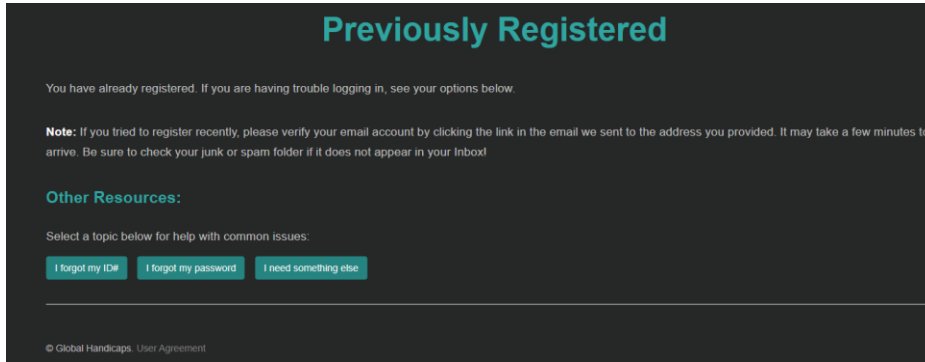 Previously Registered
You have already registered. If you are having trouble logging in, see your options below.
Note: If you tried to register recently, please verify your email account by clicking the link in the email we sent to the address you provided. It may take a few minutes to
arrive. Be sure to check your junk or spam folder if it does not appear in your Inbox!
Other Resources:
Select a topic below for help with common issues:
I forgot my ID# I forgot my password I need something else
© Global Handicaps. User Agreement